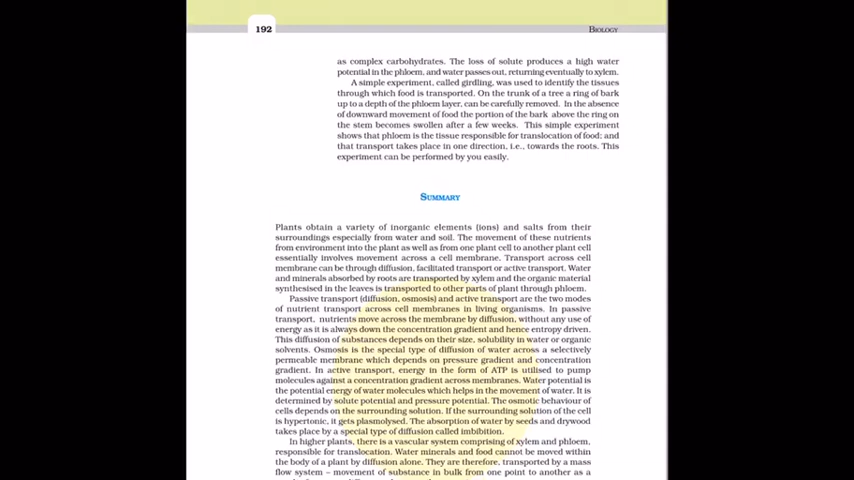 192
BIOLOGY
as complex carbohydrates. The loss of solute produces a high water
potential in the phloem, and water passes out, returning eventually to xylem.
A simple experiment, called girdling, was used to identify the tissues
through which food is transported. On the trunk of a tree a ring of bark
up to a depth of the phloem layer, can be carefully removed. In the absence
of downward movement of food the portion of the bark above the ring on
the stem becomes swollen after a few weeks. This simple experiment
shows that phloem is the tissue responsible for translocation of food; and
that transport takes place in one direction, i.e., towards the roots. This
experiment can be performed by you easily.
SUMMARY
Plants obtain a variety of inorganic elements (ions) and salts from their
surroundings especially from water and soil. The movement of these nutrients
from environment into the plant as well as from one plant cell to another plant cell
essentially involves movement across a cell membrane. Transport across cell
membrane can be through diffusion, facilitated transport or active transport. Water
and minerals absorbed by roots are transported by xylem and the organic material
synthesised in the leaves is transported to other parts of plant through phloem.
Passive transport (diffusion, osmosis) and active transport are the two modes
of nutrient transport across cell membranes in living organisms. In passive
transport, nutrients move across the membrane by diffusion, without any use of
energy as it is always down the concentration gradient and hence entropy driven.
This diffusion of substances depends on their size, solubility in water or organic
solvents. Osmosis is the special type of diffusion of water across a selectively
permeable membrane which depends on pressure gradient and concentration
gradient. In active transport, energy in the form of ATP is utilised to pump
molecules against a concentration gradient across membranes. Water potential is
the potential energy of water molecules which helps in the movement of water. It is
determined by solute potential and pressure potential. The osmotic behaviour of
cells depends on the surrounding solution. If the surrounding solution of the cell
is hypertonic, it gets plasmolysed. The absorption of water by seeds and drywood
takes place by a special type of diffusion called imbibition.
In higher plants, there is a vascular system comprising of xylem and phloem,
responsible for translocation. Water minerals and food cannot be moved within
the body of a plant by diffusion alone. They are therefore, transported by a mass
flow system – movement of substance in bulk from one point to another as a